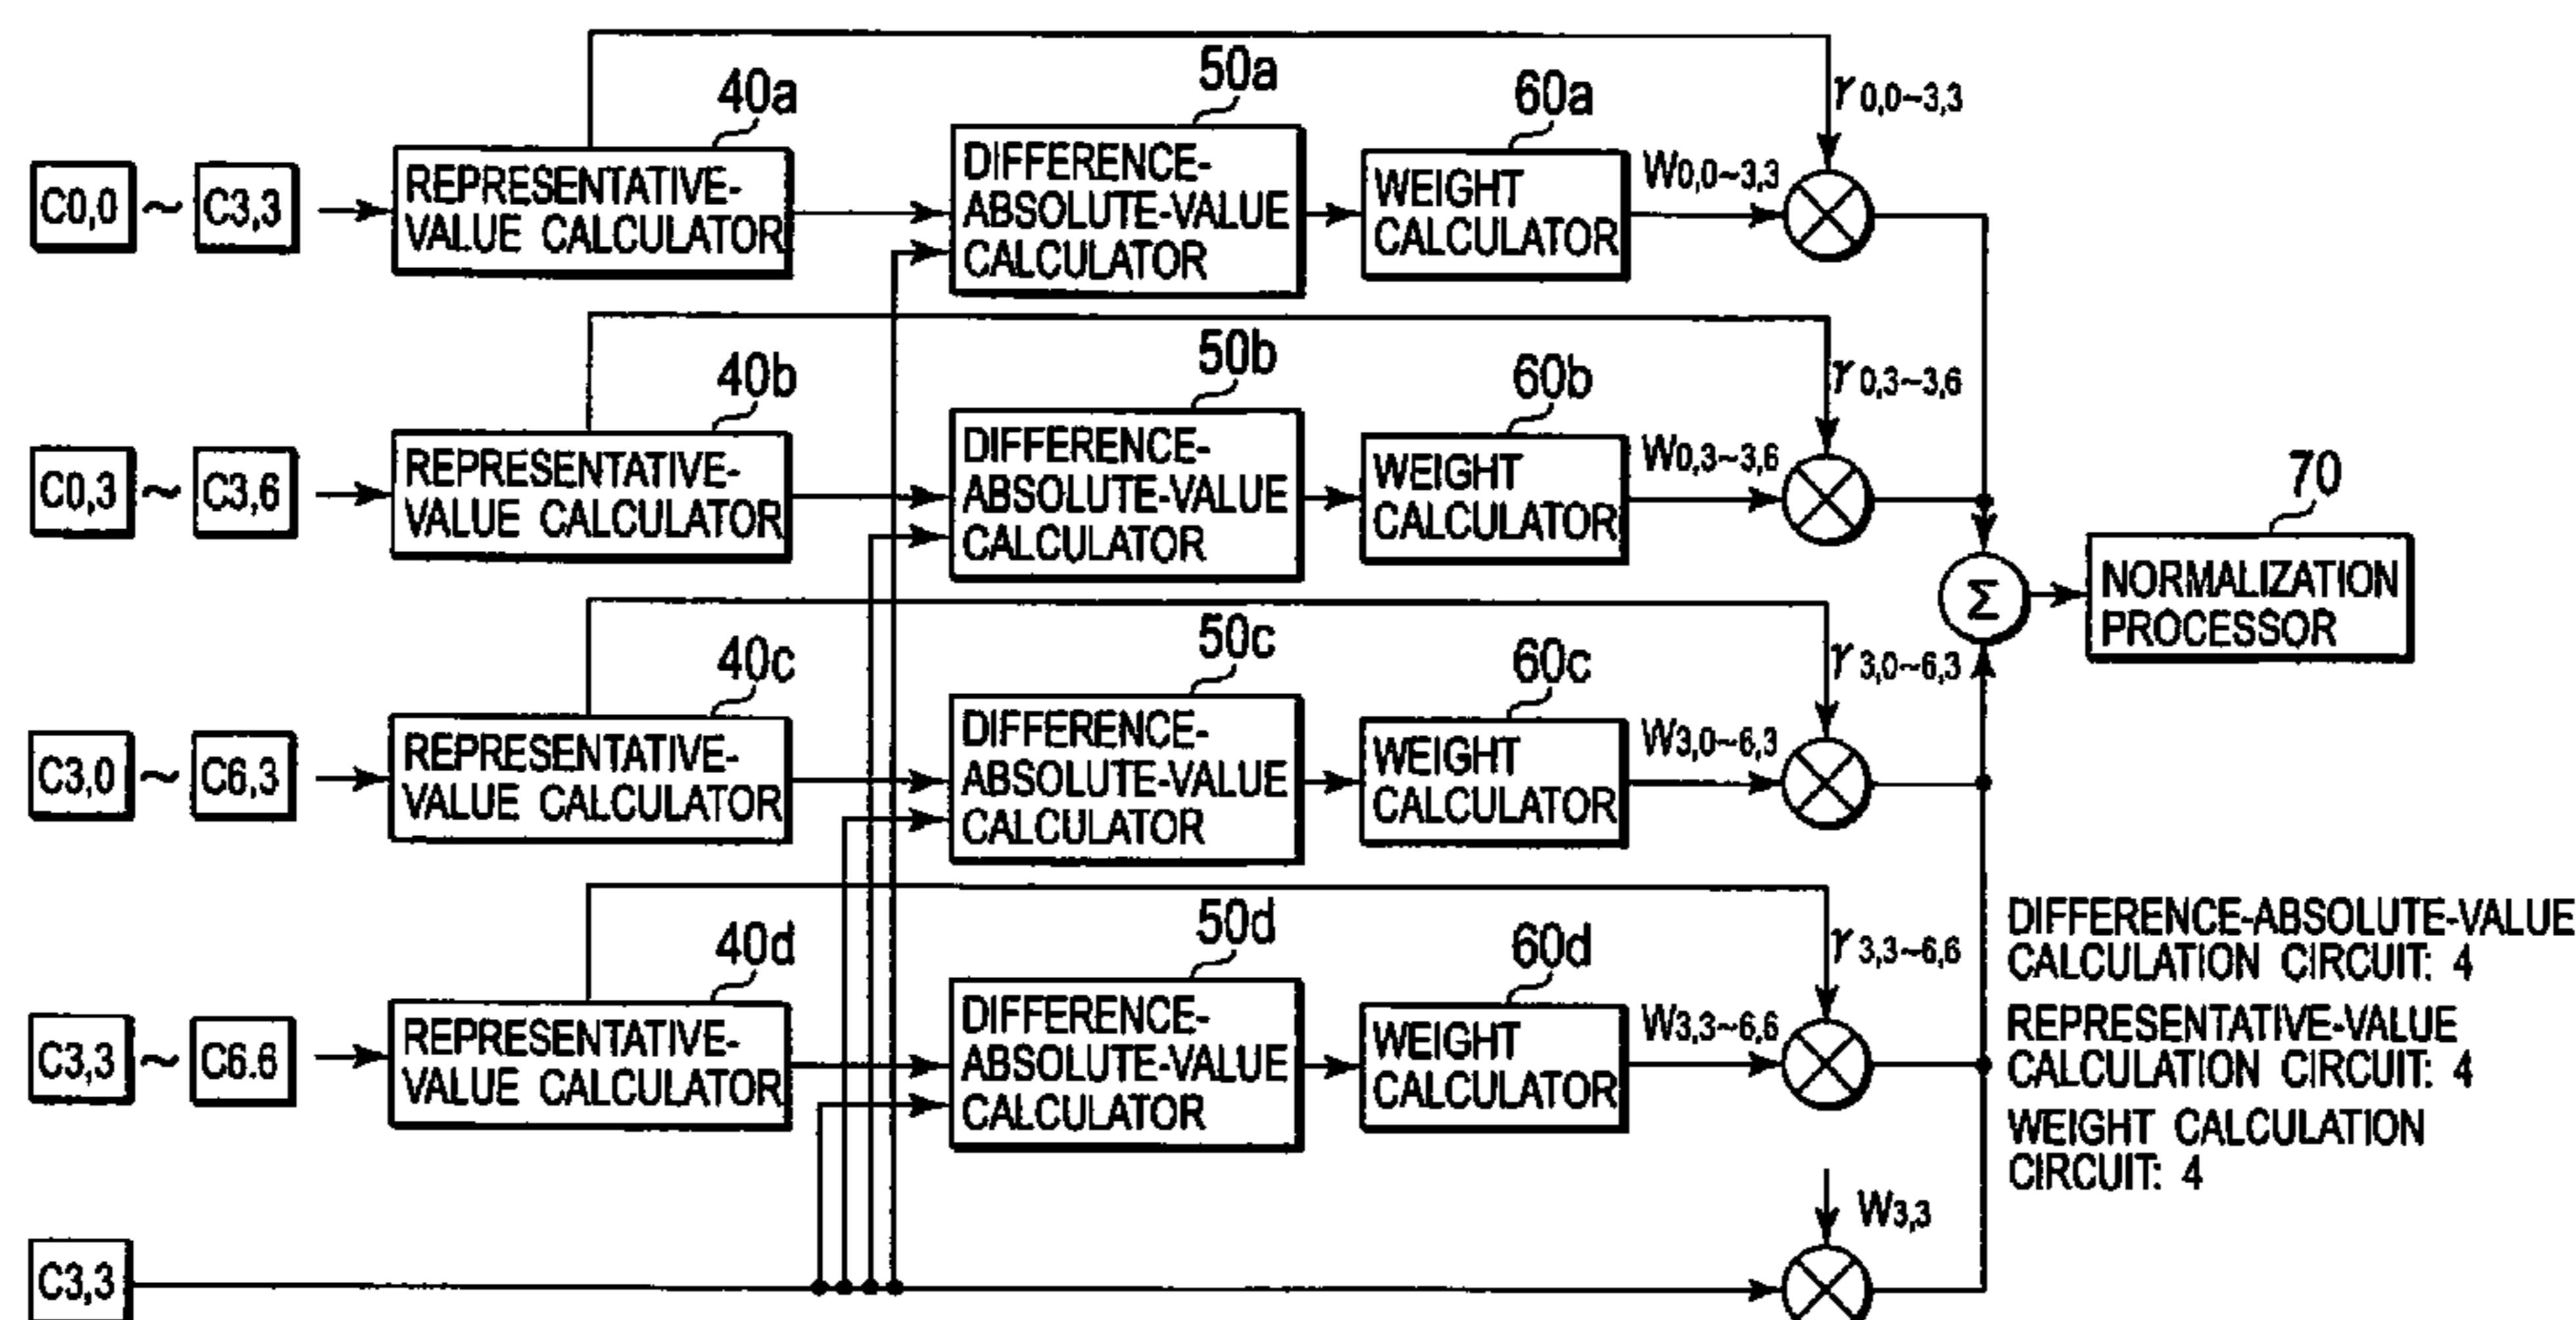 50a
40a
60a
r0,0~3,3
C0,0 ~ C3,3
REPRESENTATIVE-
VALUE CALCULATOR
DIFFERENCE-
ABSOLUTE-VALUE
CALCULATOR
WEIGHT
CALCULATOR
W0,0~3,3
50b
40b
60b
r0,3~3,6
C0,3 ~ C3,6
REPRESENTATIVE-
VALUE CALCULATOR
DIFFERENCE-
ABSOLUTE-VALUE
CALCULATOR
WEIGHT
CALCULATOR
W0,3~3,6
70
Σ
NORMALIZATION
PROCESSOR
50c
40c
60c
r3,0~6,3
C3,0 ~ C6,3
REPRESENTATIVE-
VALUE CALCULATOR
DIFFERENCE-
ABSOLUTE-VALUE
CALCULATOR
WEIGHT
CALCULATOR
W3,0~6,3
50d
40d
60d
r3,3~6,6
C3,3 ~ C6.6
REPRESENTATIVE-
VALUE CALCULATOR
DIFFERENCE-
ABSOLUTE-VALUE
CALCULATOR
WEIGHT
CALCULATOR
W3,3~6,6
DIFFERENCE-ABSOLUTE-VALUE
CALCULATION CIRCUIT: 4
REPRESENTATIVE-VALUE
CALCULATION CIRCUIT: 4
WEIGHT CALCULATION
CIRCUIT: 4
W3,3
C3,3